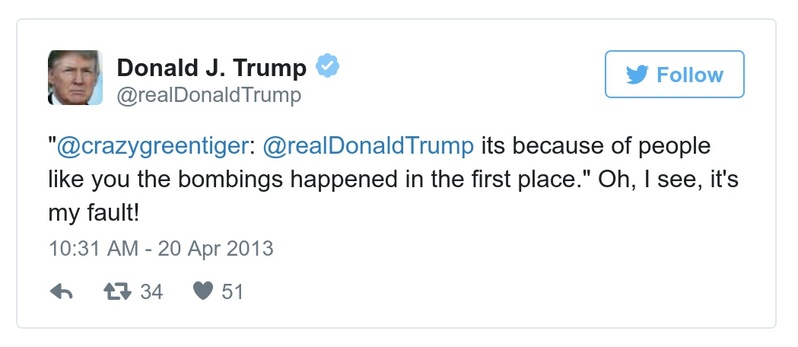 Donald J. Trump
@realDonaldTrump
Follow
"@crazygreentiger: @realDonaldTrump its because of people
like you the bombings happened in the first place." Oh, I see, it's
my fault!
10:31 AM - 20 Apr 2013
34 51